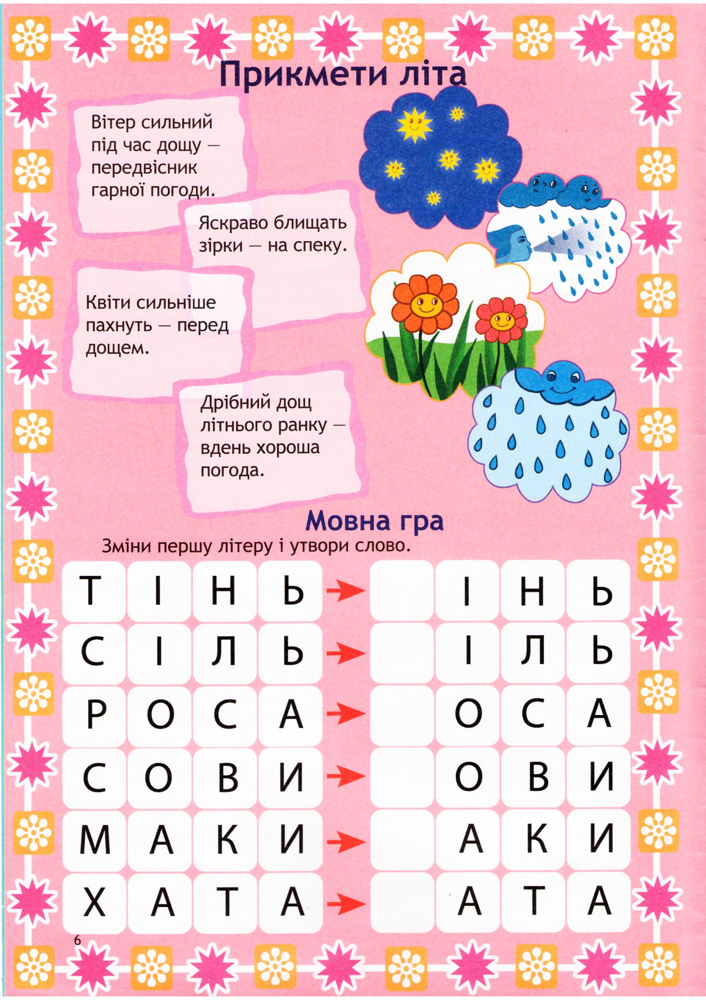 Прикмети літа
Вітер сильний
під час дощу —
передвісник
гарної погоди.
Яскраво блищать
зірки — на спеку.
Квіти сильніше
пахнуть — перед
дощем.
Дрібний дощ
літнього ранку —
вдень хороша
погода.
Мовна гра
Зміни першу літеру і утвори слово.
Т І Н Ь І Н Ь
С І Л Ь І Л Ь
Р О С А О С А
С О В И О В И
М А К И А К И
Х А Т А А Т А
6